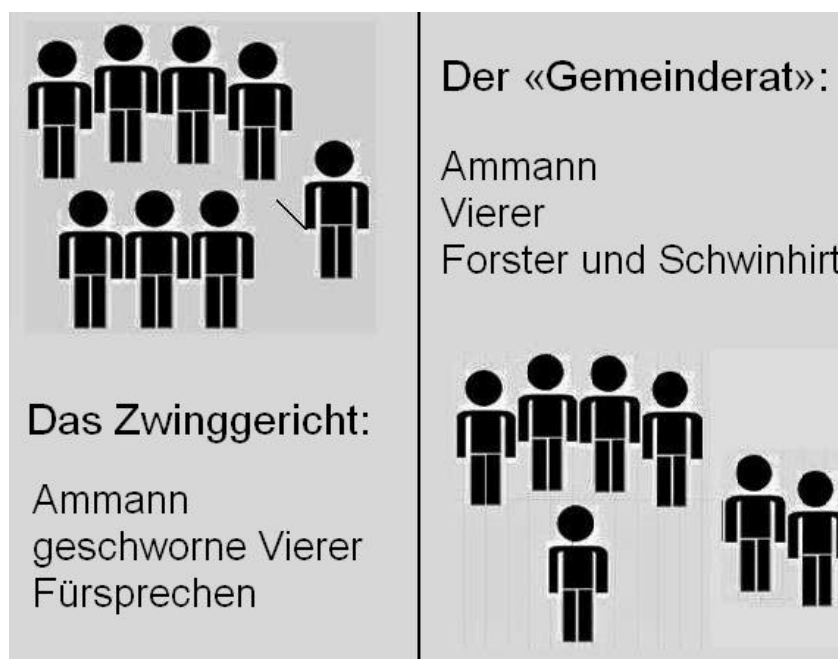 Das Zwinggericht:
Ammann
geschworne Vierer
Fürsprechen
Der «Gemeinderat»:
Ammann
Vierer
Forster und Schwinhirt